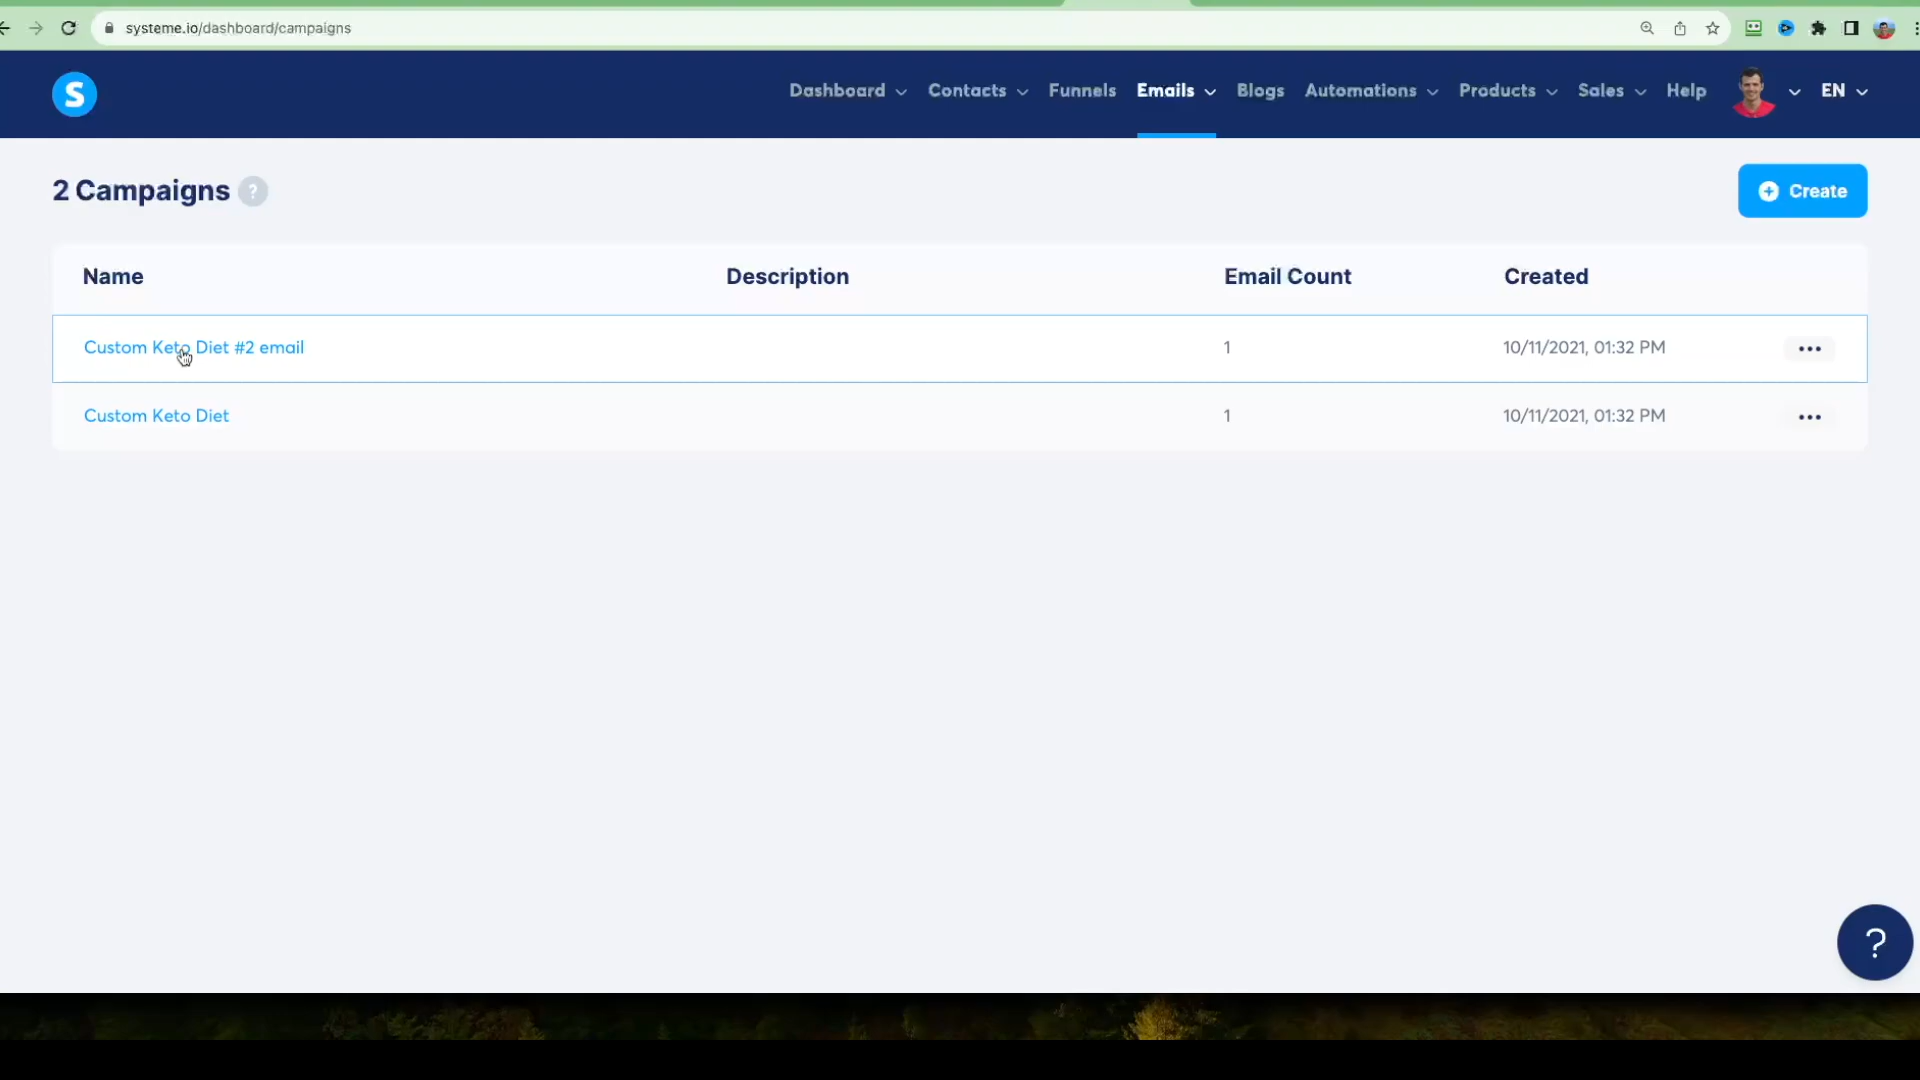 systeme.io/dashboard/campaigns
S
Dashboard Contacts Funnels Emails Blogs Automations Products Sales Help EN
2 Campaigns ?
Create
Name Description Email Count Created
Custom Keto Diet #2 email 1 10/11/2021, 01:32 PM
Custom Keto Diet 1 10/11/2021, 01:32 PM
?